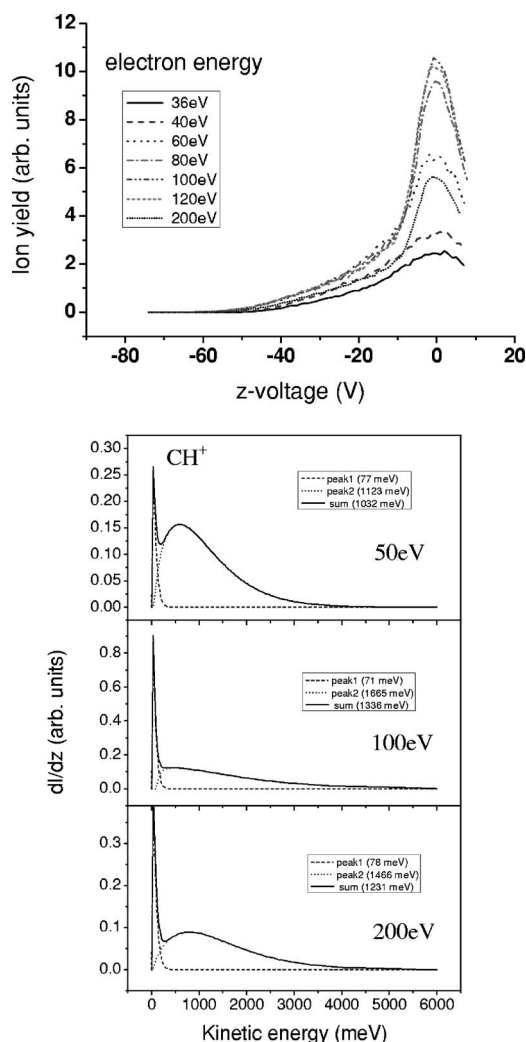 Ion yield (arb. units)
12
10
8
6
4
2
0
electron energy
36eV
40eV
60eV
80eV
100eV
120eV
200eV
-80
-60
-40
-20
0
20
z-voltage (V)
dI/dz (arb. units)
0.30
0.25
0.20
0.15
0.10
0.05
0.00
CH+
peak1 (77 meV)
peak2 (1123 meV)
sum (1032 meV)
50eV
0.8
0.6
0.4
0.2
0.0
peak1 (71 meV)
peak2 (1665 meV)
sum (1336 meV)
100eV
0.3
0.2
0.1
0.0
peak1 (78 meV)
peak2 (1466 meV)
sum (1231 meV)
200eV
0
1000
2000
3000
4000
5000
6000
Kinetic energy (meV)